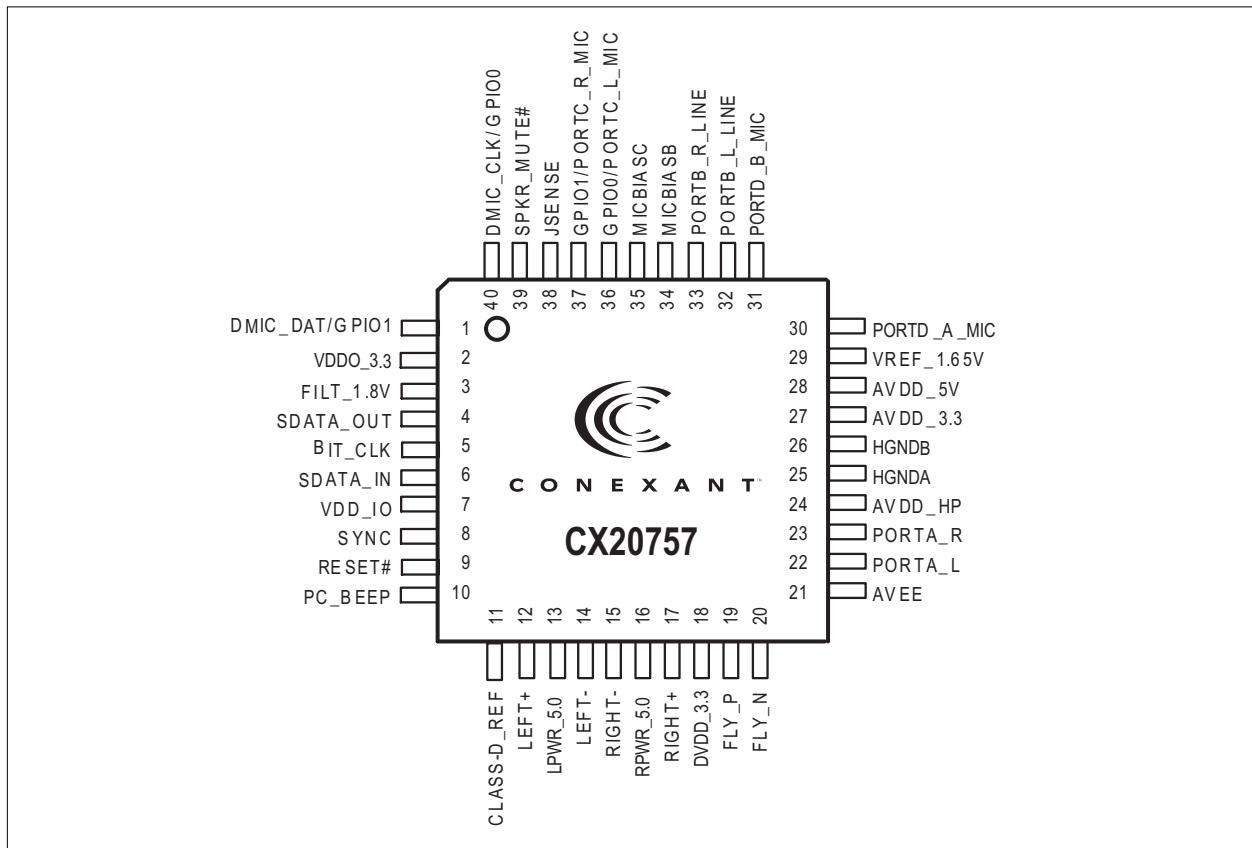 DMIC_CLK/GPIO0
SPKR_MUTE#
JSENSE
GPIO1/PORTC_R_MIC
GPIO0/PORTC_L_MIC
MICBIASC
MICBIASB
PORTB_R_LINE
PORTB_L_LINE
PORTD_B_MIC
40
39
38
37
36
35
34
33
32
31
DMIC_DAT/GPIO1 1
VDDO_3.3 2
FILT_1.8V 3
SDATA_OUT 4
BIT_CLK 5
SDATA_IN 6
VDD_IO 7
SYNC 8
RESET# 9
PC_BEEP 10
CONEXANT™
CX20757
30 PORTD_A_MIC
29 VREF_1.65V
28 AVDD_5V
27 AVDD_3.3
26 HGNDB
25 HGNDA
24 AVDD_HP
23 PORTA_R
22 PORTA_L
21 AVEE
11
12
13
14
15
16
17
18
19
20
CLASS-D_REF
LEFT+
LPWR_5.0
LEFT-
RIGHT-
RPWR_5.0
RIGHT+
DVDD_3.3
FLY_P
FLY_N